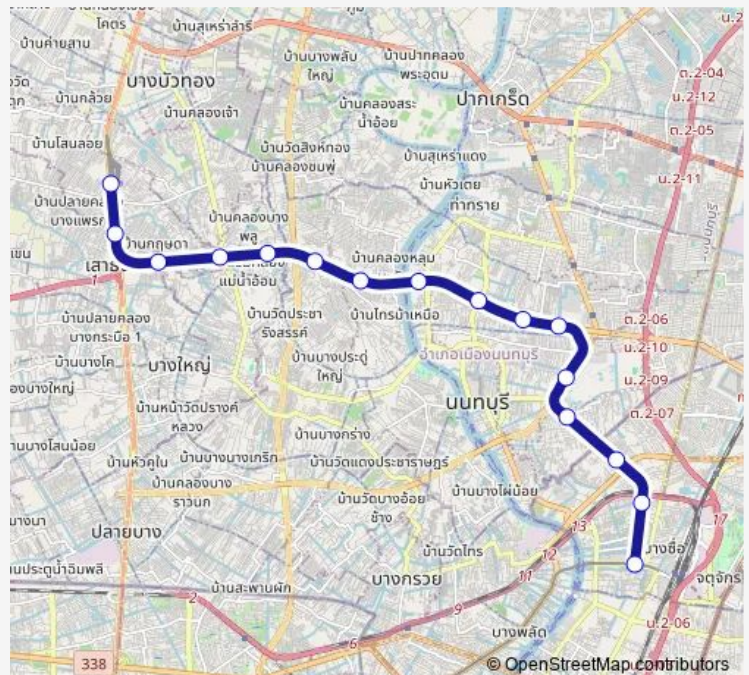 โคตร
บ้านสุเหร่าลำรี
น.2
บ้านค่ายสาน
บ้านบางพลับ
ใหญ่
บ้านปากคลอง
พระอุดม
ต.2-04
น.2-12
ต.2-05
น.2-11
บางบัวทอง
บ้านกล้วย
บ้านคลองเจ้า
บ้านคลองสระ
น้ำอ้อย
ปากเกร็ด
บ้านโสนลอย
บ้านวัดสิงห์ทอง
บ้านคลองชมพู่
บ้านสุเหร่าแดง
บ้านหัวเตย
ท่าทราย
บ้านปลายคล
บางแพรก
บ้านกฤษดา
บ้านคลองบาง
พลู
แม่น้ำอ้อม
บ้านคลองหลุม
เสาธง
1
บ้านปลายคลอง
บางกระบือ 1
บ้านวัดประชา
รังสรรค์
บ้านไทรม้าเหนือ
ต.2-06
น.2-10
น.2-09
ต.2-07
บ้านบางโค
บางใหญ่
บ้านบางประดู่
ใหญ่
อำเภอเมืองนนทบุรี
องบางใหญ่
บ้านหน้าวัดปรางค์
หลวง
นนทบุรี
บ้านบางกร่าง
บ้านหัวคูใน
บ้านบางนางเกริก
บ้านวัดแดงประชาราษฎร์
บ้านคลองบาง
ราวนก
บ้านวัดบางอ้อย
ช้าง
บ้านบางไผ่น้อย
ปลายบาง
13
17
บ้านวัดไทร
12
บางซื่อ
11
บ้านสะพานผัก
บางกรวย
จตุจักร
2
9
น.2-06
6
บางพลัด
338
© OpenStreetMap contributors